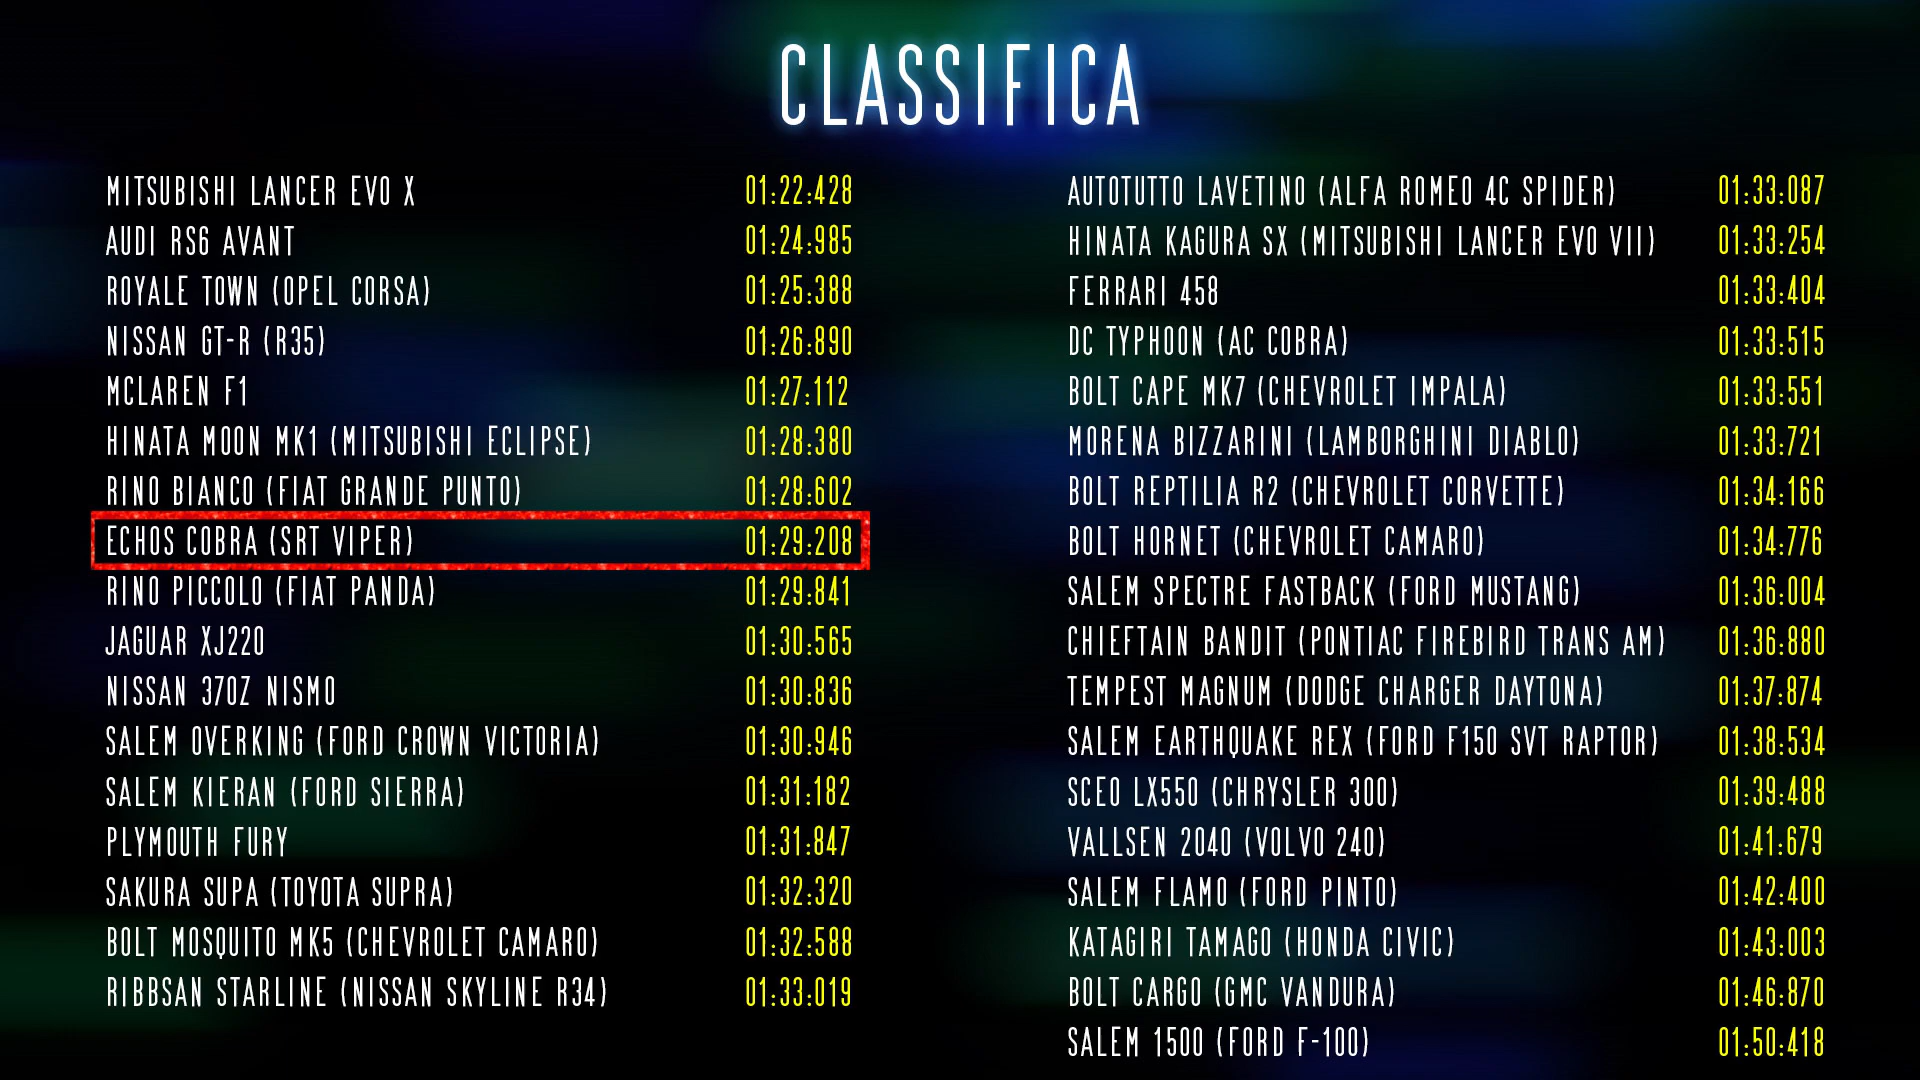 CLASSIFICA
MITSUBISHI LANCER EVO X 01:22:428
AUDI RS6 AVANT 01:24:985
ROYALE TOWN (OPEL CORSA) 01:25:388
NISSAN GT-R (R35) 01:26:890
MCLAREN F1 01:27:112
HINATA MOON MK1 (MITSUBISHI ECLIPSE) 01:28:380
RINO BIANCO (FIAT GRANDE PUNTO) 01:28:602
ECHOS COBRA (SRT VIPER) 01:29:208
RINO PICCOLO (FIAT PANDA) 01:29:841
JAGUAR XJ220 01:30:565
NISSAN 370Z NISMO 01:30:836
SALEM OVERKING (FORD CROWN VICTORIA) 01:30:946
SALEM KIERAN (FORD SIERRA) 01:31:182
PLYMOUTH FURY 01:31:847
SAKURA SUPA (TOYOTA SUPRA) 01:32:320
BOLT MOSQUITO MK5 (CHEVROLET CAMARO) 01:32:588
RIBBSAN STARLINE (NISSAN SKYLINE R34) 01:33:019
AUTOTUTTO LAVETINO (ALFA ROMEO 4C SPIDER) 01:33:087
HINATA KAGURA SX (MITSUBISHI LANCER EVO VII) 01:33:254
FERRARI 458 01:33:404
DC TYPHOON (AC COBRA) 01:33:515
BOLT CAPE MK7 (CHEVROLET IMPALA) 01:33:551
MORENA BIZZARINI (LAMBORGHINI DIABLO) 01:33:721
BOLT REPTILIA R2 (CHEVROLET CORVETTE) 01:34:166
BOLT HORNET (CHEVROLET CAMARO) 01:34:776
SALEM SPECTRE FASTBACK (FORD MUSTANG) 01:36:004
CHIEFTAIN BANDIT (PONTIAC FIREBIRD TRANS AM) 01:36:880
TEMPEST MAGNUM (DODGE CHARGER DAYTONA) 01:37:874
SALEM EARTHQUAKE REX (FORD F150 SVT RAPTOR) 01:38:534
SCEO LX550 (CHRYSLER 300) 01:39:488
VALLSEN 2040 (VOLVO 240) 01:41:679
SALEM FLAMO (FORD PINTO) 01:42:400
KATAGIRI TAMAGO (HONDA CIVIC) 01:43:003
BOLT CARGO (GMC VANDURA) 01:46:870
SALEM 1500 (FORD F-100) 01:50:418